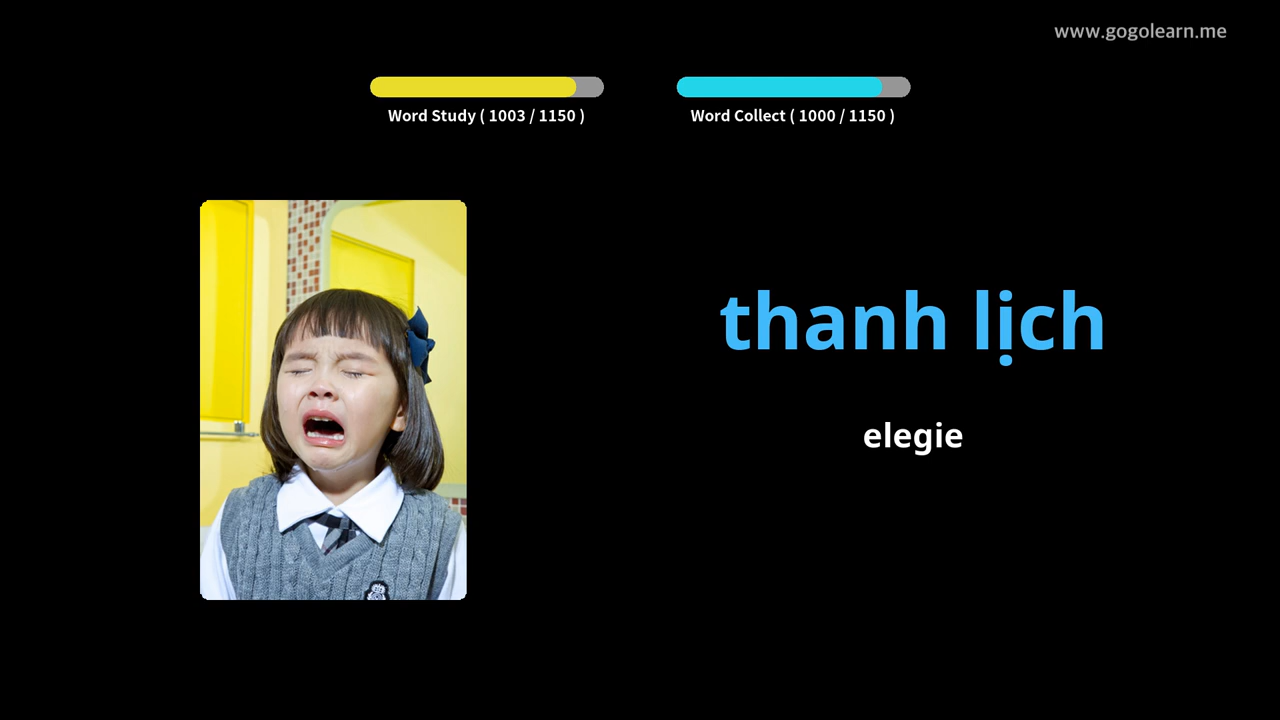 www.gogolearn.me
Word Study ( 1003 / 1150 )
Word Collect ( 1000 / 1150 )
thanh lịch
elegie